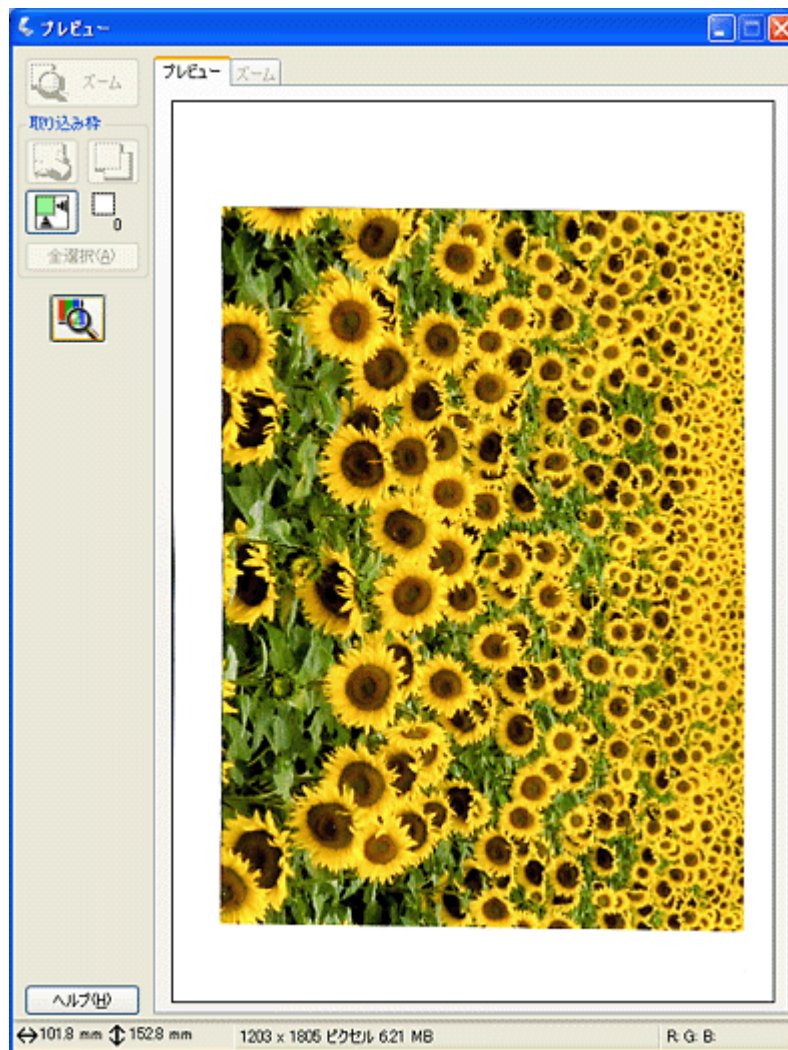 プレビュー
ズーム
プレビュー
ズーム
取り込み枠
0
全選択(A)
ヘルプ(H)
101.8 mm 152.8 mm
1203 x 1805 ピクセル 6.21 MB
R: G: B: